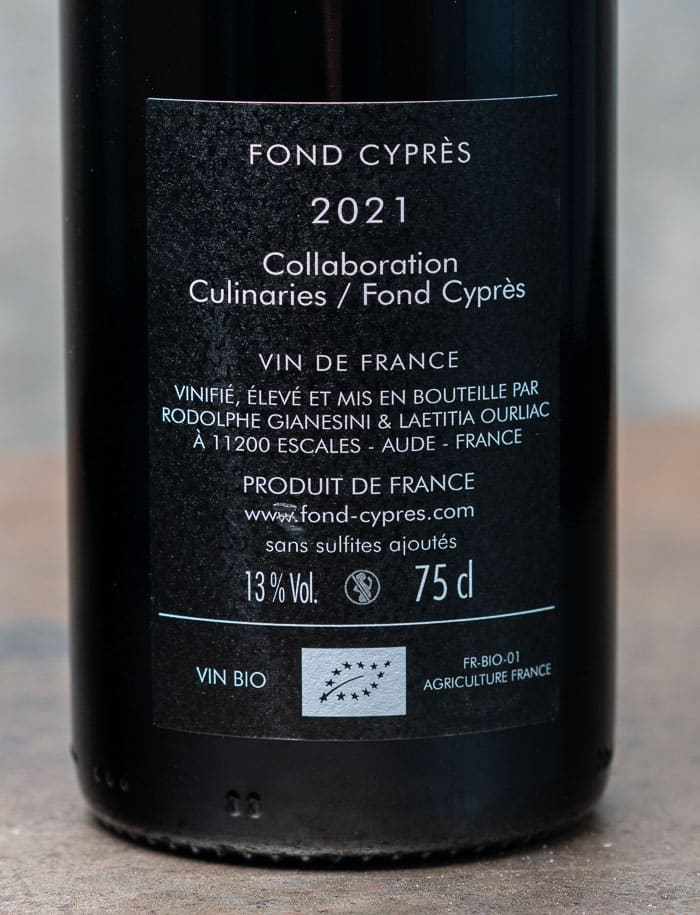 FOND CYPRÈS
2021
Collaboration
Culinaries / Fond Cyprès
VIN DE FRANCE
VINIFIÉ, ÉLEVÉ ET MIS EN BOUTEILLE PAR
RODOLPHE GIANESINI & LAETITIA OURLIAC
À 11200 ESCALES - AUDE - FRANCE
PRODUIT DE FRANCE
www.fond-cypres.com
sans sulfites ajoutés
13 % Vol. 75 cl
VIN BIO
FR-BIO-01
AGRICULTURE FRANCE